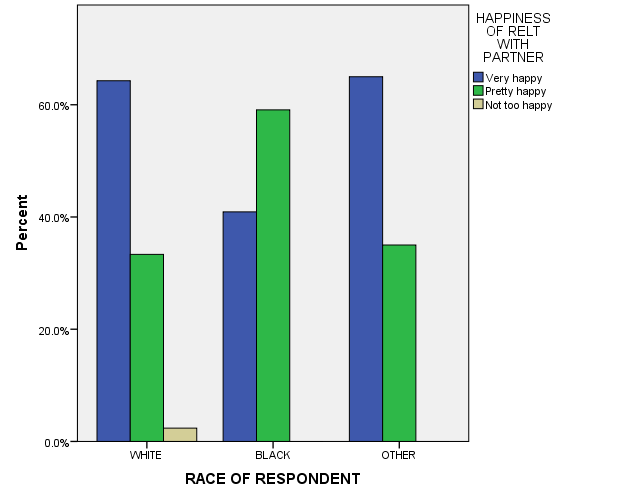 HAPPINESS
OF RELT
WITH
PARTNER
Very happy
Pretty happy
Not too happy
60.0%
40.0%
20.0%
0.0%
Percent
WHITE
BLACK
OTHER
RACE OF RESPONDENT